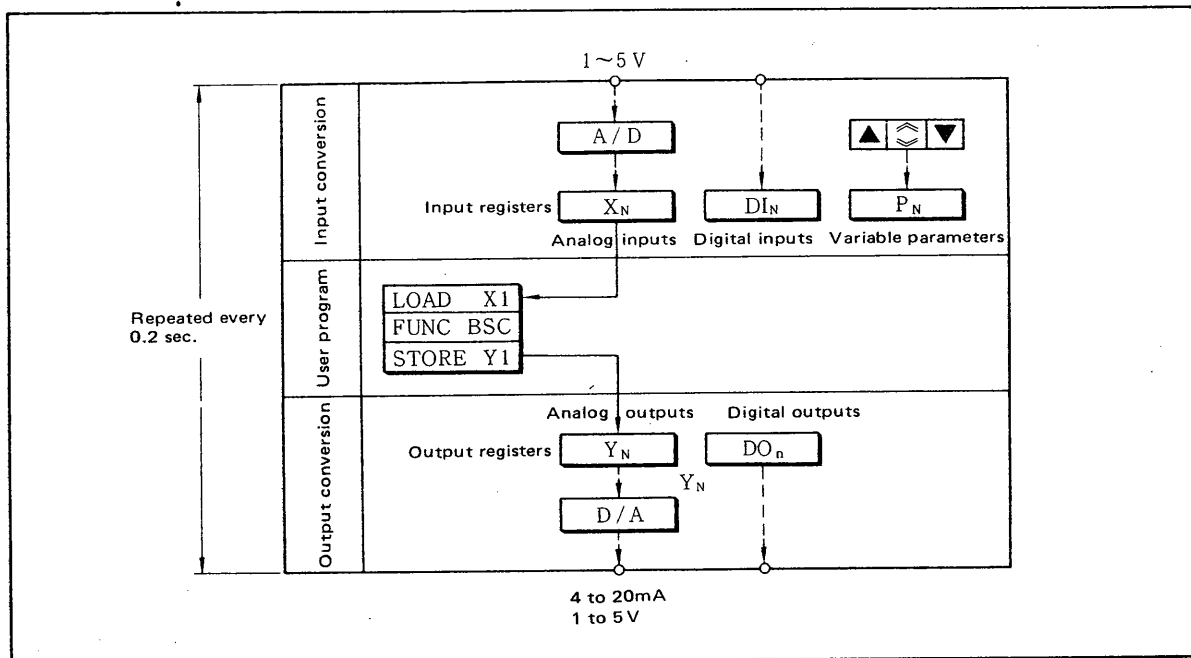 1～5 V
Input conversion
A / D
▲ ▼
Input registers
X_N
DI_N
P_N
Analog inputs
Digital inputs
Variable parameters
Repeated every
0.2 sec.
User program
LOAD X1
FUNC BSC
STORE Y1
Output conversion
Analog outputs
Digital outputs
Output registers
Y_N
DO_n
Y_N
D / A
4 to 20mA
1 to 5 V